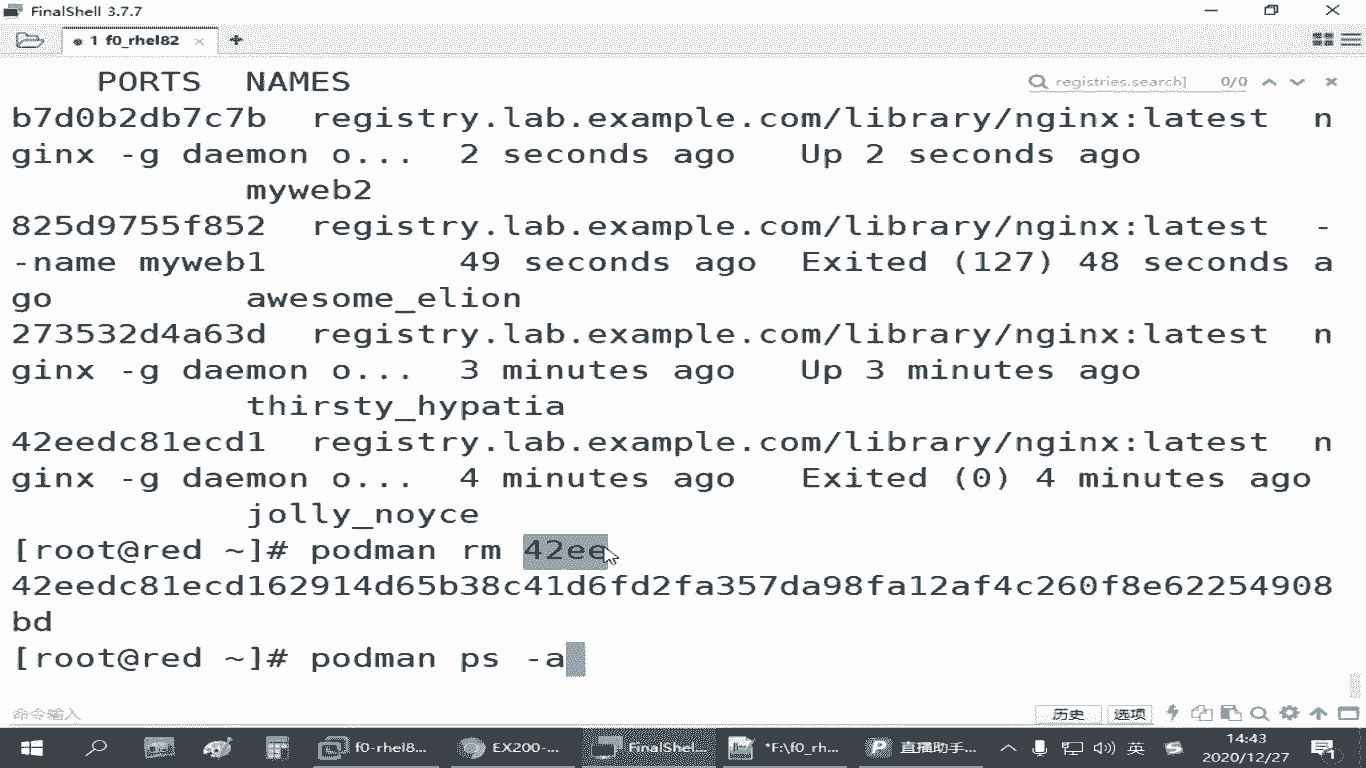 FinalShell 3.7.7
1 f0_rhel82
PORTS NAMES
registries.search] 0/0
b7d0b2db7c7b registry.lab.example.com/library/nginx:latest n
ginx -g daemon o... 2 seconds ago Up 2 seconds ago
myweb2
825d9755f852 registry.lab.example.com/library/nginx:latest -
-name myweb1 49 seconds ago Exited (127) 48 seconds a
go awesome_elion
273532d4a63d registry.lab.example.com/library/nginx:latest n
ginx -g daemon o... 3 minutes ago Up 3 minutes ago
thirsty_hypatia
42eedc81ecd1 registry.lab.example.com/library/nginx:latest n
ginx -g daemon o... 4 minutes ago Exited (0) 4 minutes ago
jolly_noyce
[root@red ~]# podman rm 42ee
42eedc81ecd162914d65b38c41d6fd2fa357da98fa12af4c260f8e62254908
bd
[root@red ~]# podman ps -a
命令输入
历史 选项
f0-rhel8... EX200-... FinalShel... *F:\f0_rh... 直播助手... 英 14:43
2020/12/27
1